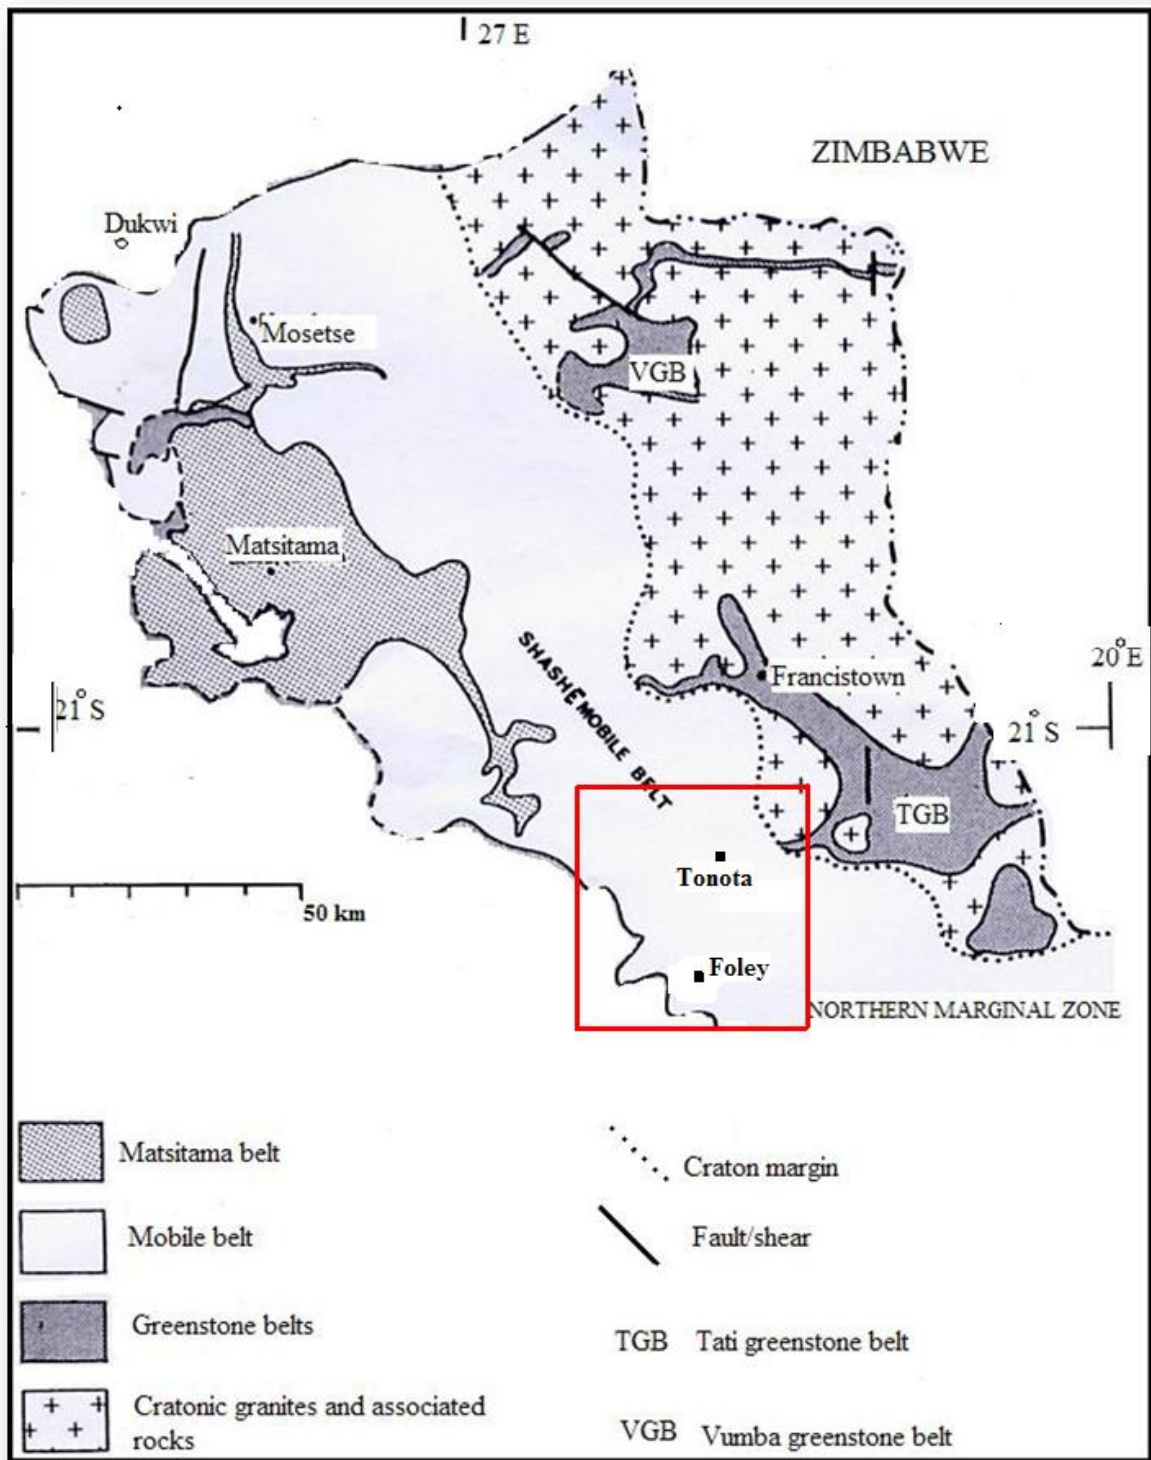 27 E
ZIMBABWE
Dukwi
Mosetse
VGB
Matsitama
SHASHE MOBILE BELT
Francistown
20°E
21°S
21°S
TGB
Tonota
50 km
Foley
NORTHERN MARGINAL ZONE
Matsitama belt
Craton margin
Mobile belt
Fault/shear
Greenstone belts
TGB Tati greenstone belt
Cratonic granites and associated
rocks
VGB Vumba greenstone belt